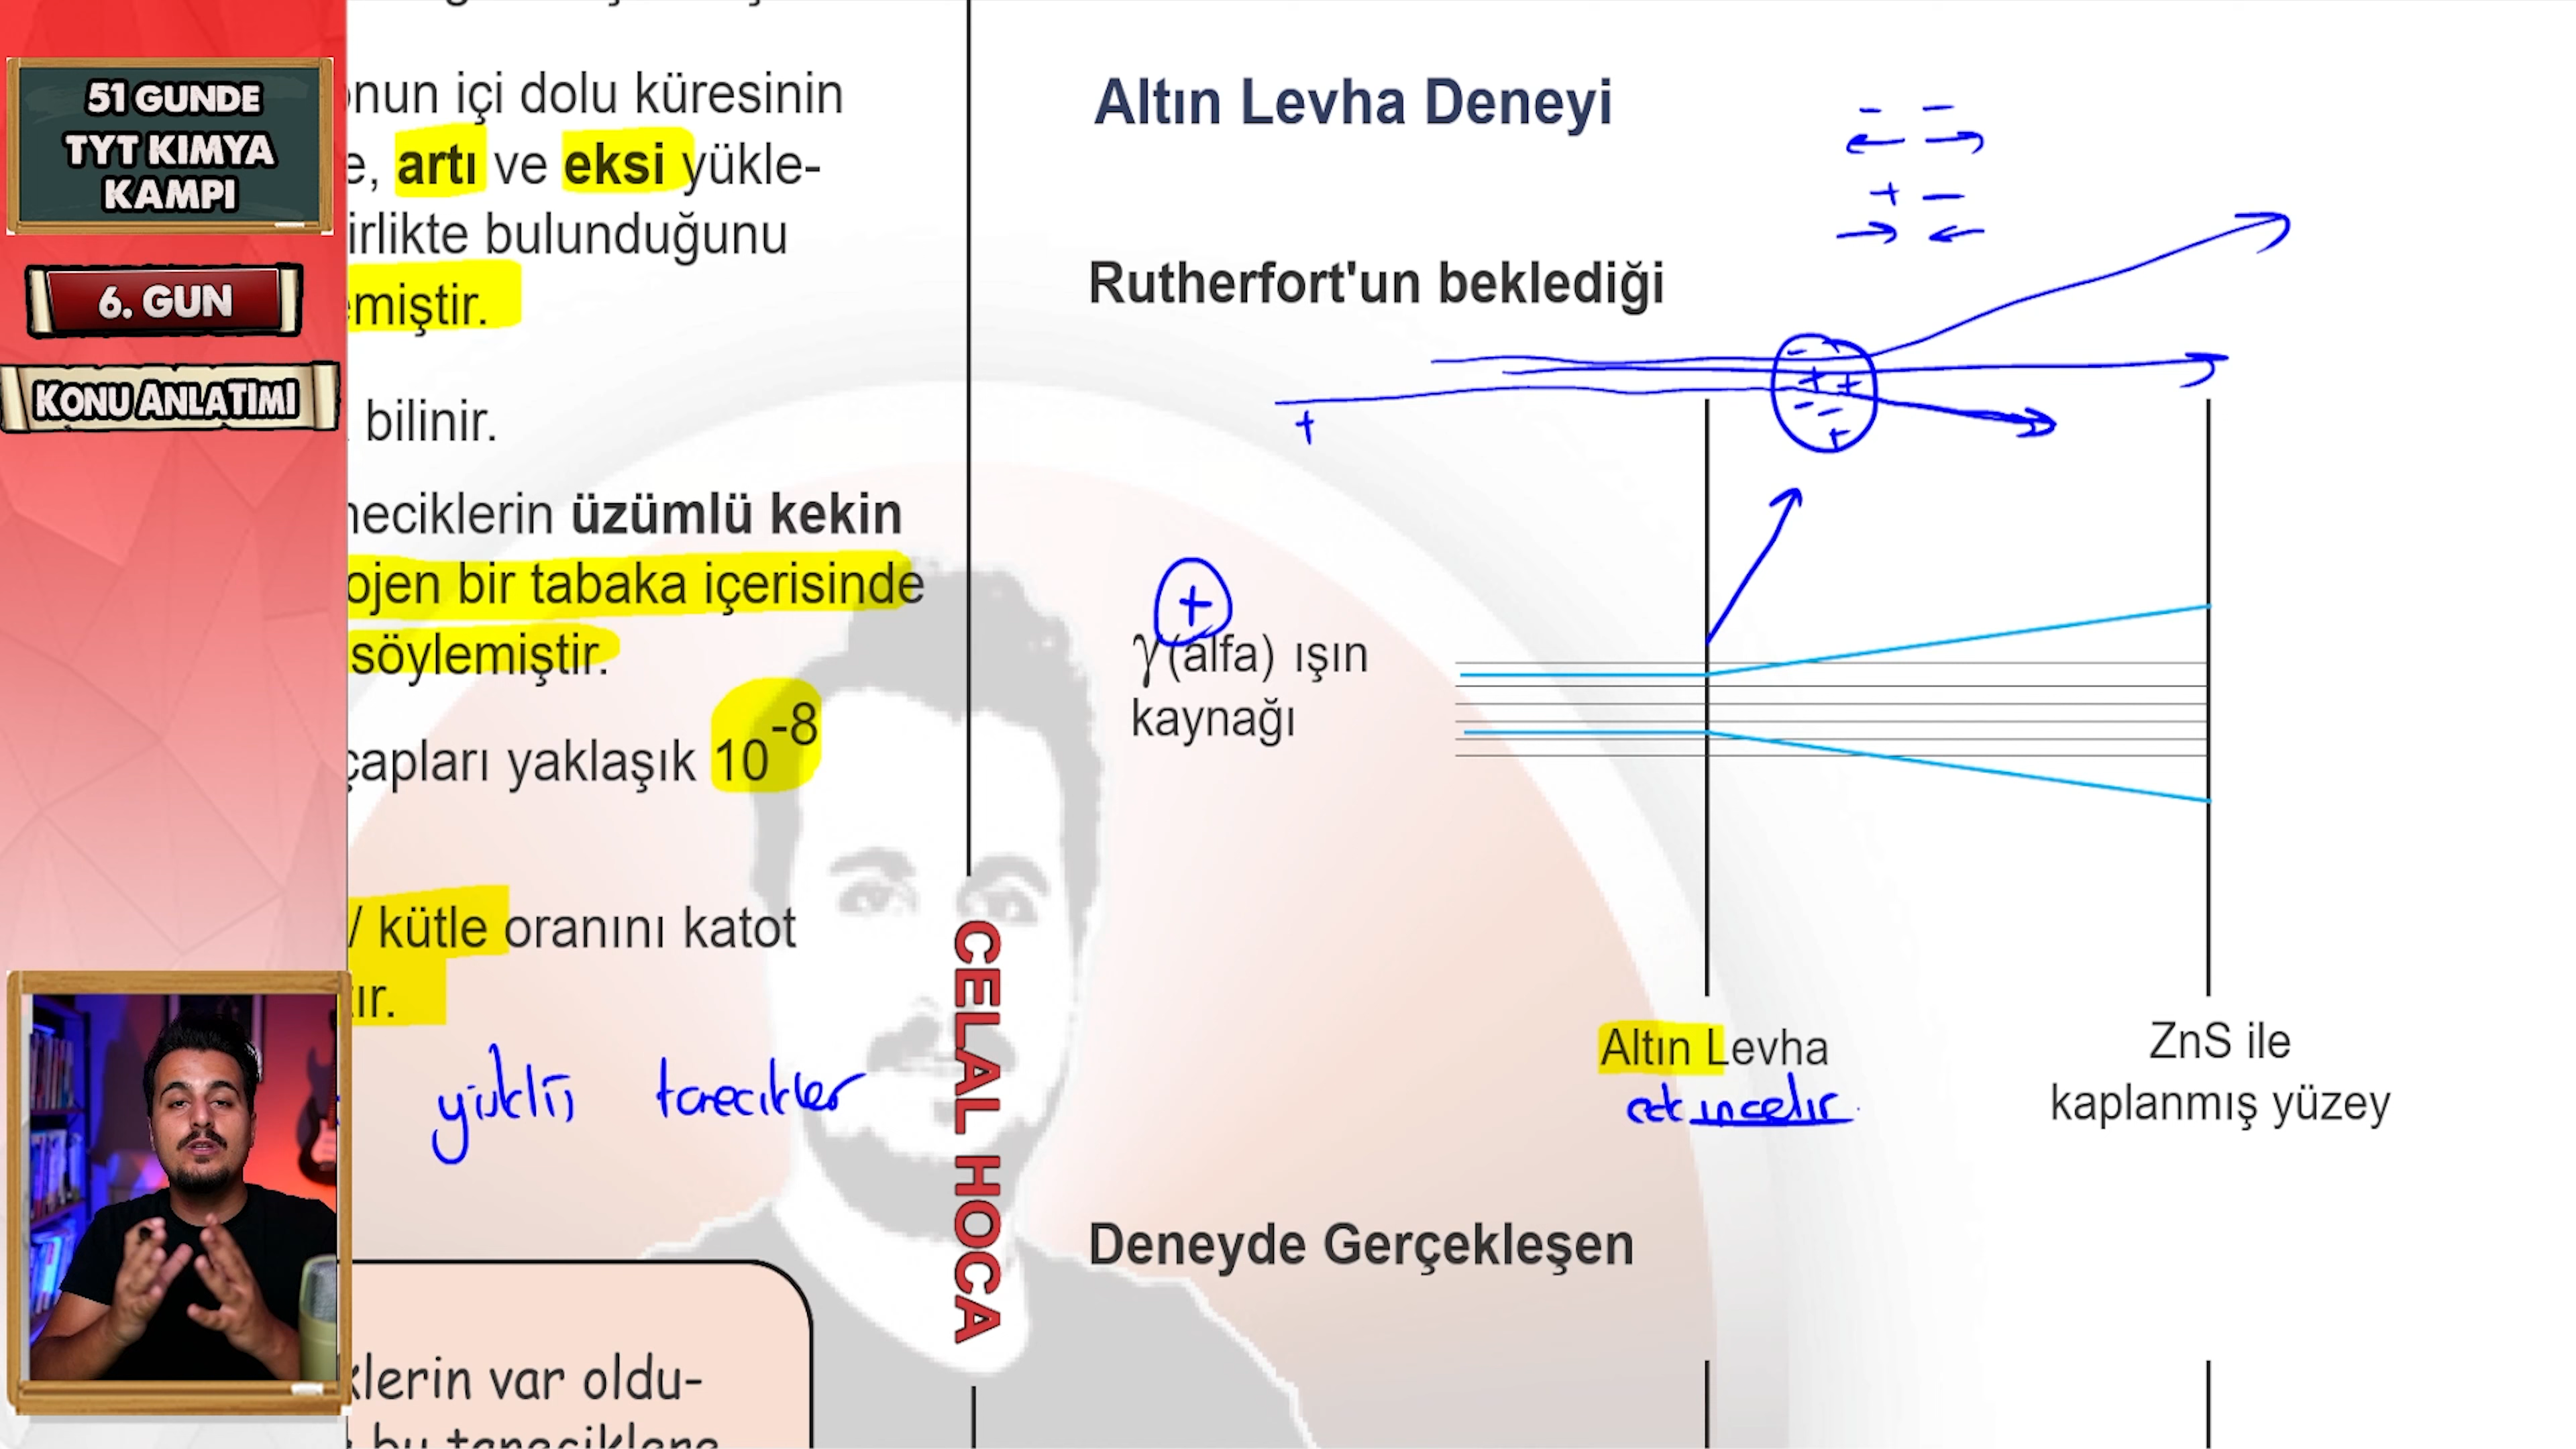 51 GUNDE
TYT KIMYA
KAMPI
6. GUN
KONU ANLATIMI
onun içi dolu küresinin
e, artı ve eksi yükle-
irlikte bulunduğunu
emiştir.
bilinir.
neciklerin üzümlü kekin
ojen bir tabaka içerisinde
söylemiştir.
çapları yaklaşık 10-8
/ kütle oranını katot
ır.
yüklü tanecikler
klerin var oldu-
CELAL HOCA
Altın Levha Deneyi
- -
+ -
Rutherfort'un beklediği
- +
+ +
- -
+
+
+
γ(alfa) ışın
kaynağı
Altın Levha
ZnS ile
kaplanmış yüzey
incelir.
Deneyde Gerçekleşen